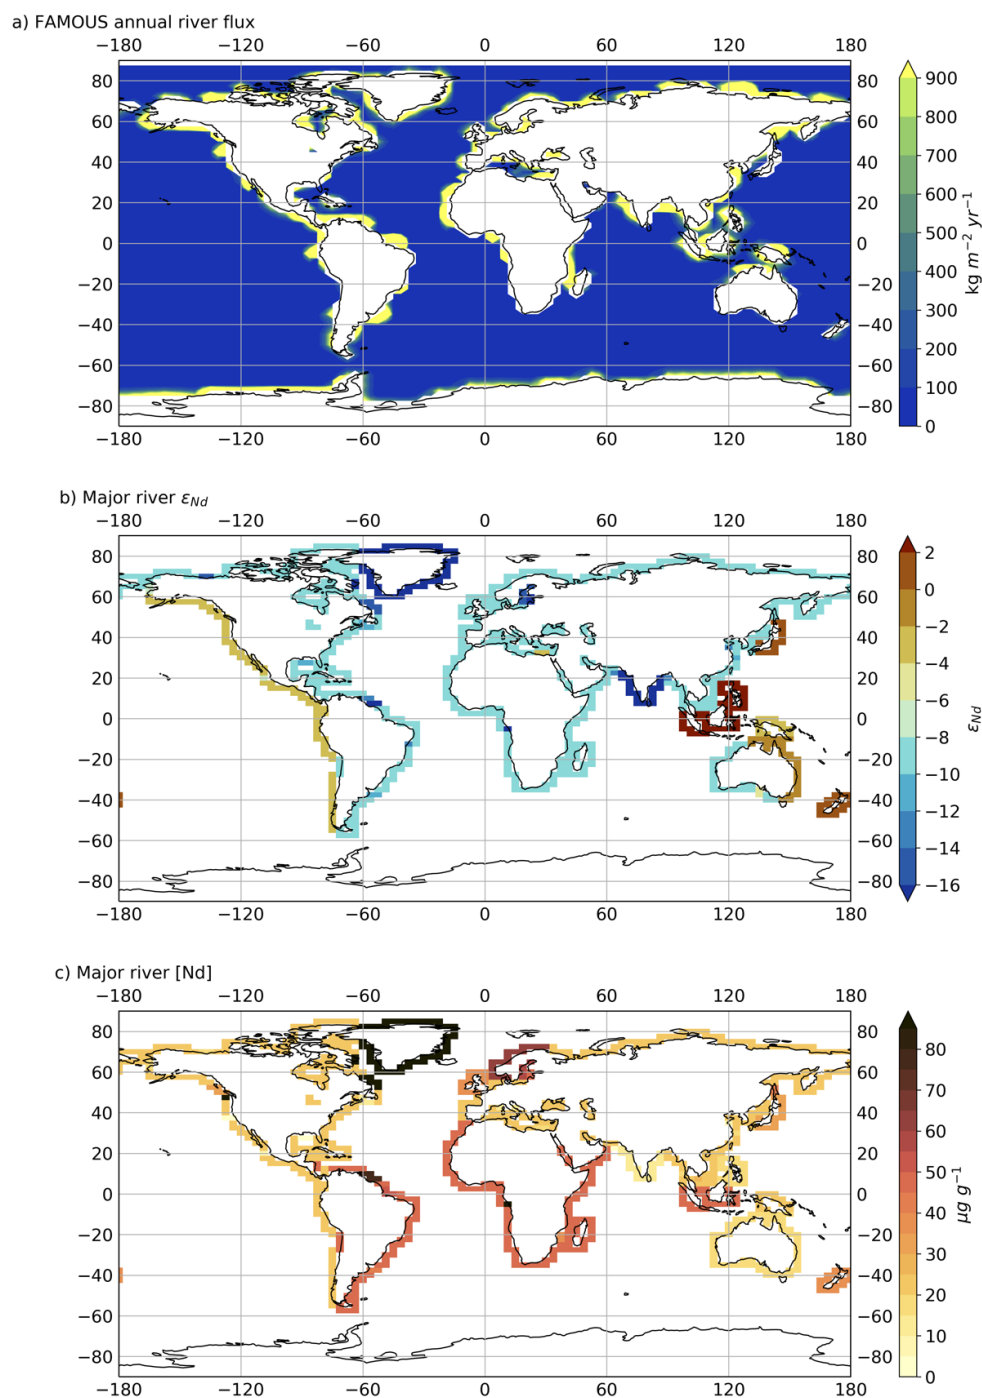 a) FAMOUS annual river flux
−180 −120 −60 0 60 120 180
80 80 900
60 60 800
40 40 700
20 20 600
0 0 500
−20 −20 400
−40 −40 300
−60 −60 200
−80 −80 100
0
kg m⁻² yr⁻¹
−180 −120 −60 0 60 120 180
b) Major river εNd
−180 −120 −60 0 60 120 180
80 80 2
60 60 0
40 40 −2
20 20 −4
0 0 −6
−20 −20 −8
−40 −40 −10
−60 −60 −12
−80 −80 −14
−16
εNd
−180 −120 −60 0 60 120 180
c) Major river [Nd]
−180 −120 −60 0 60 120 180
80 80 80
60 60 70
40 40 60
20 20 50
0 0 40
−20 −20 30
−40 −40 20
−60 −60 10
−80 −80 0
μg g⁻¹
−180 −120 −60 0 60 120 180